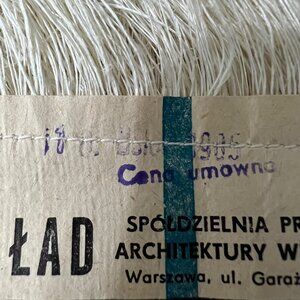 Cena umowna
ŁAD
SPÓŁDZIELNIA PR
ARCHITEKTURY W
Warszawa, ul. Garaż